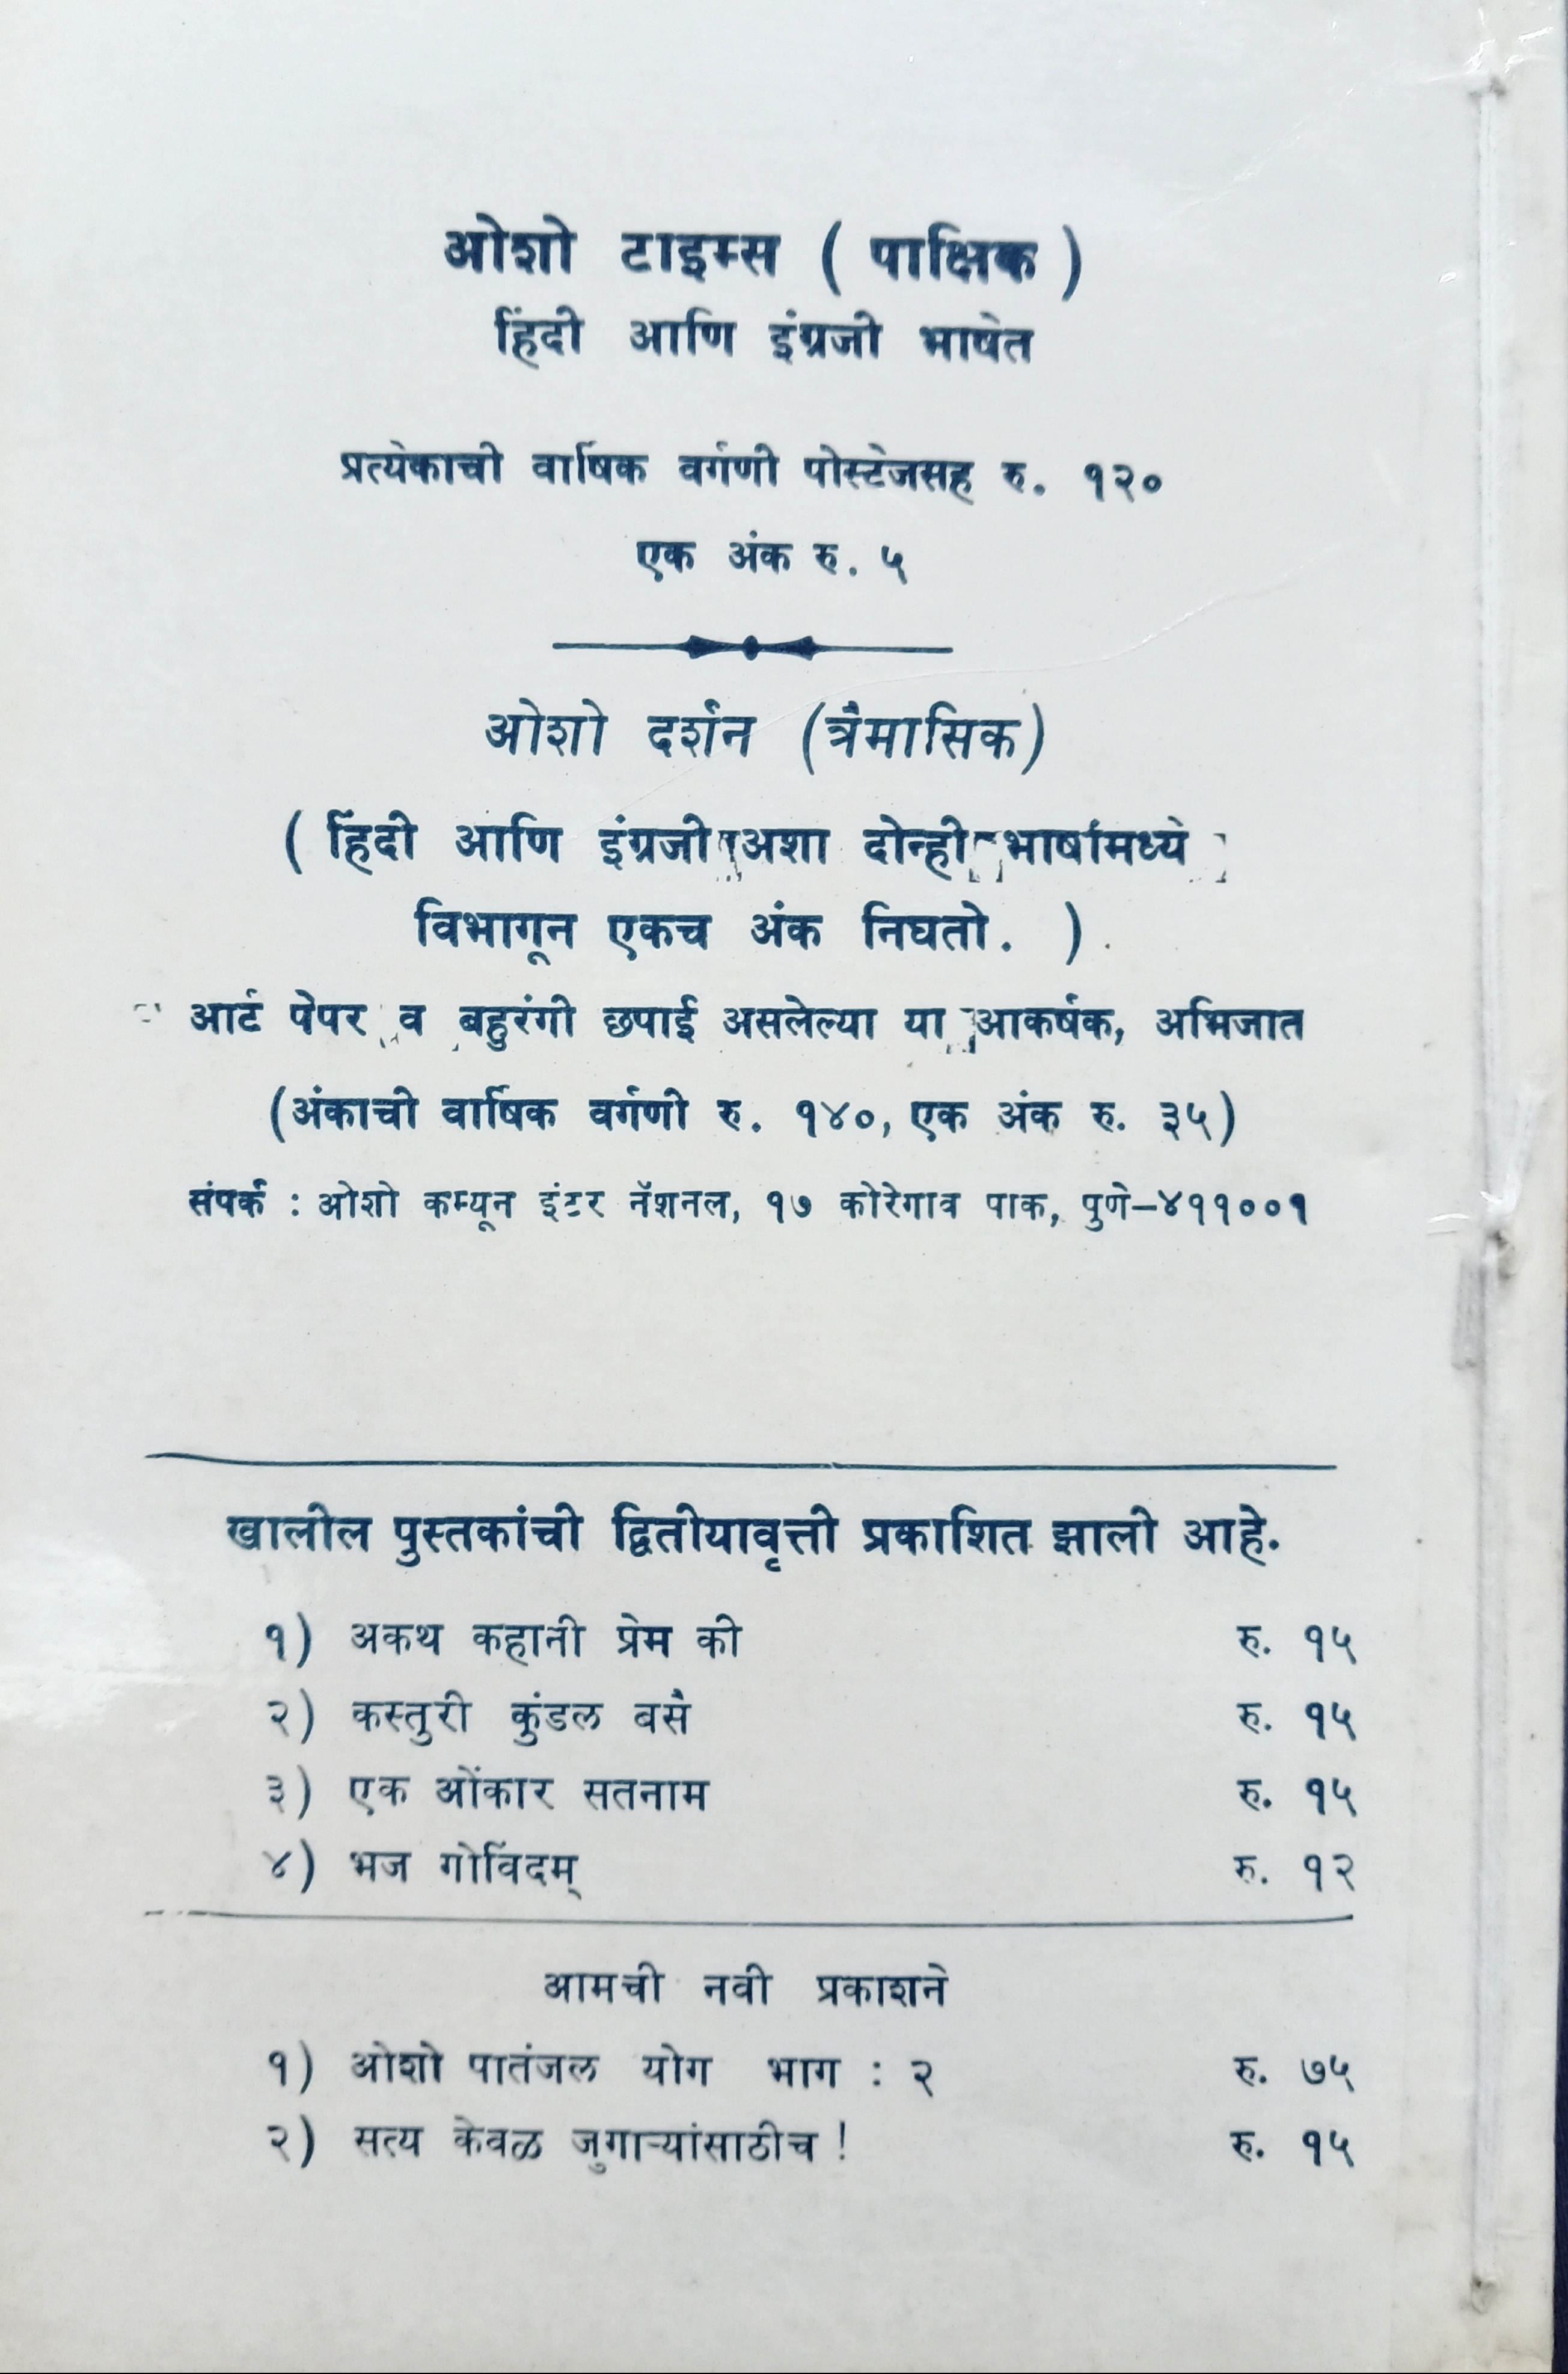 ओशो टाइम्स ( पाक्षिक )
हिंदी आणि इंग्रजी भाषेत
प्रत्येकाची वार्षिक वर्गणी पोस्टेजसह रु. १२०
एक अंक रु. ५
ओशो दर्शन (त्रैमासिक)
( हिंदी आणि इंग्रजी अशा दोन्ही भाषांमध्ये
विभागून एकच अंक निघतो. )
आर्ट पेपर व बहुरंगी छपाई असलेल्या या आकर्षक, अभिजात
(अंकाची वार्षिक वर्गणी रु. १४०, एक अंक रु. ३५)
संपर्क : ओशो कम्यून इंटर नॅशनल, १७ कोरेगाव पाक, पुणे–४११००१
खालील पुस्तकांची द्वितीयावृत्ती प्रकाशित झाली आहे.
१) अकथ कहानी प्रेम की रु. १५
२) कस्तुरी कुंडल बसै रु. १५
३) एक ओंकार सतनाम रु. १५
४) भज गोविंदम् रु. १२
आमची नवी प्रकाशने
१) ओशो पातंजल योग भाग : २ रु. ७५
२) सत्य केवळ जुगाऱ्यांसाठीच ! रु. १५